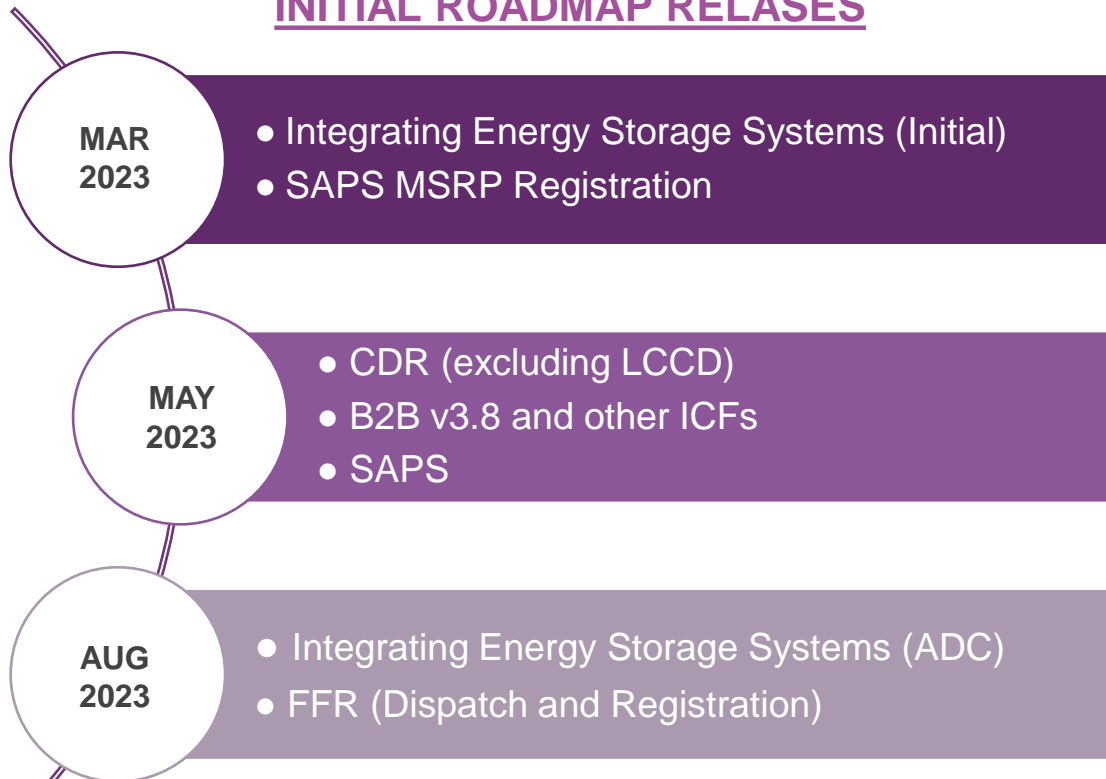 INITIAL ROADMAP RELASES
MAR
2023
● Integrating Energy Storage Systems (Initial)
● SAPS MSRP Registration
MAY
2023
● CDR (excluding LCCD)
● B2B v3.8 and other ICFs
● SAPS
AUG
2023
● Integrating Energy Storage Systems (ADC)
● FFR (Dispatch and Registration)